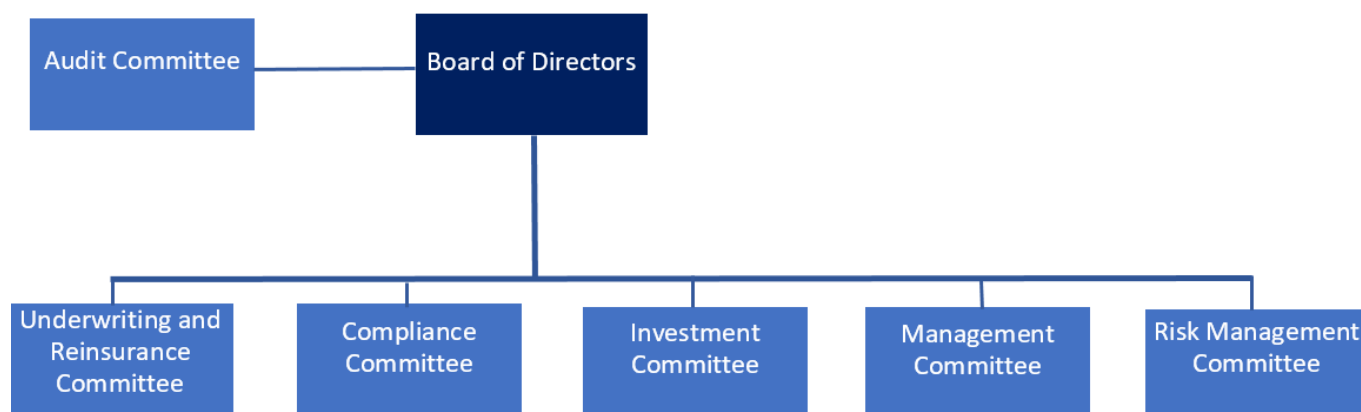 Audit Committee
Board of Directors
Underwriting and
Reinsurance
Committee
Compliance
Committee
Investment
Committee
Management
Committee
Risk Management
Committee